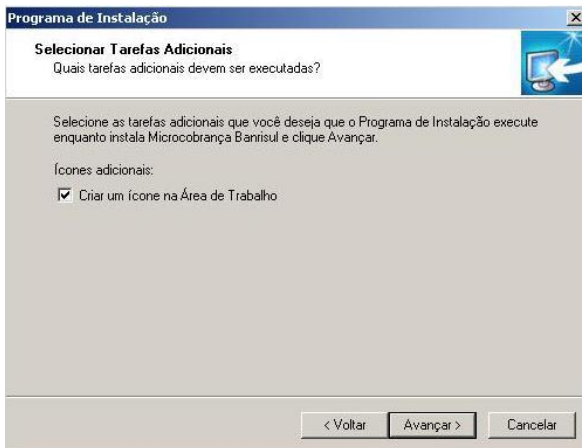 Programa de Instalação
Selecionar Tarefas Adicionais
Quais tarefas adicionais devem ser executadas?
Selecione as tarefas adicionais que você deseja que o Programa de Instalação execute
enquanto instala Microcobrança Banrisul e clique Avançar.
Ícones adicionais:
Criar um ícone na Área de Trabalho
< Voltar
Avançar >
Cancelar